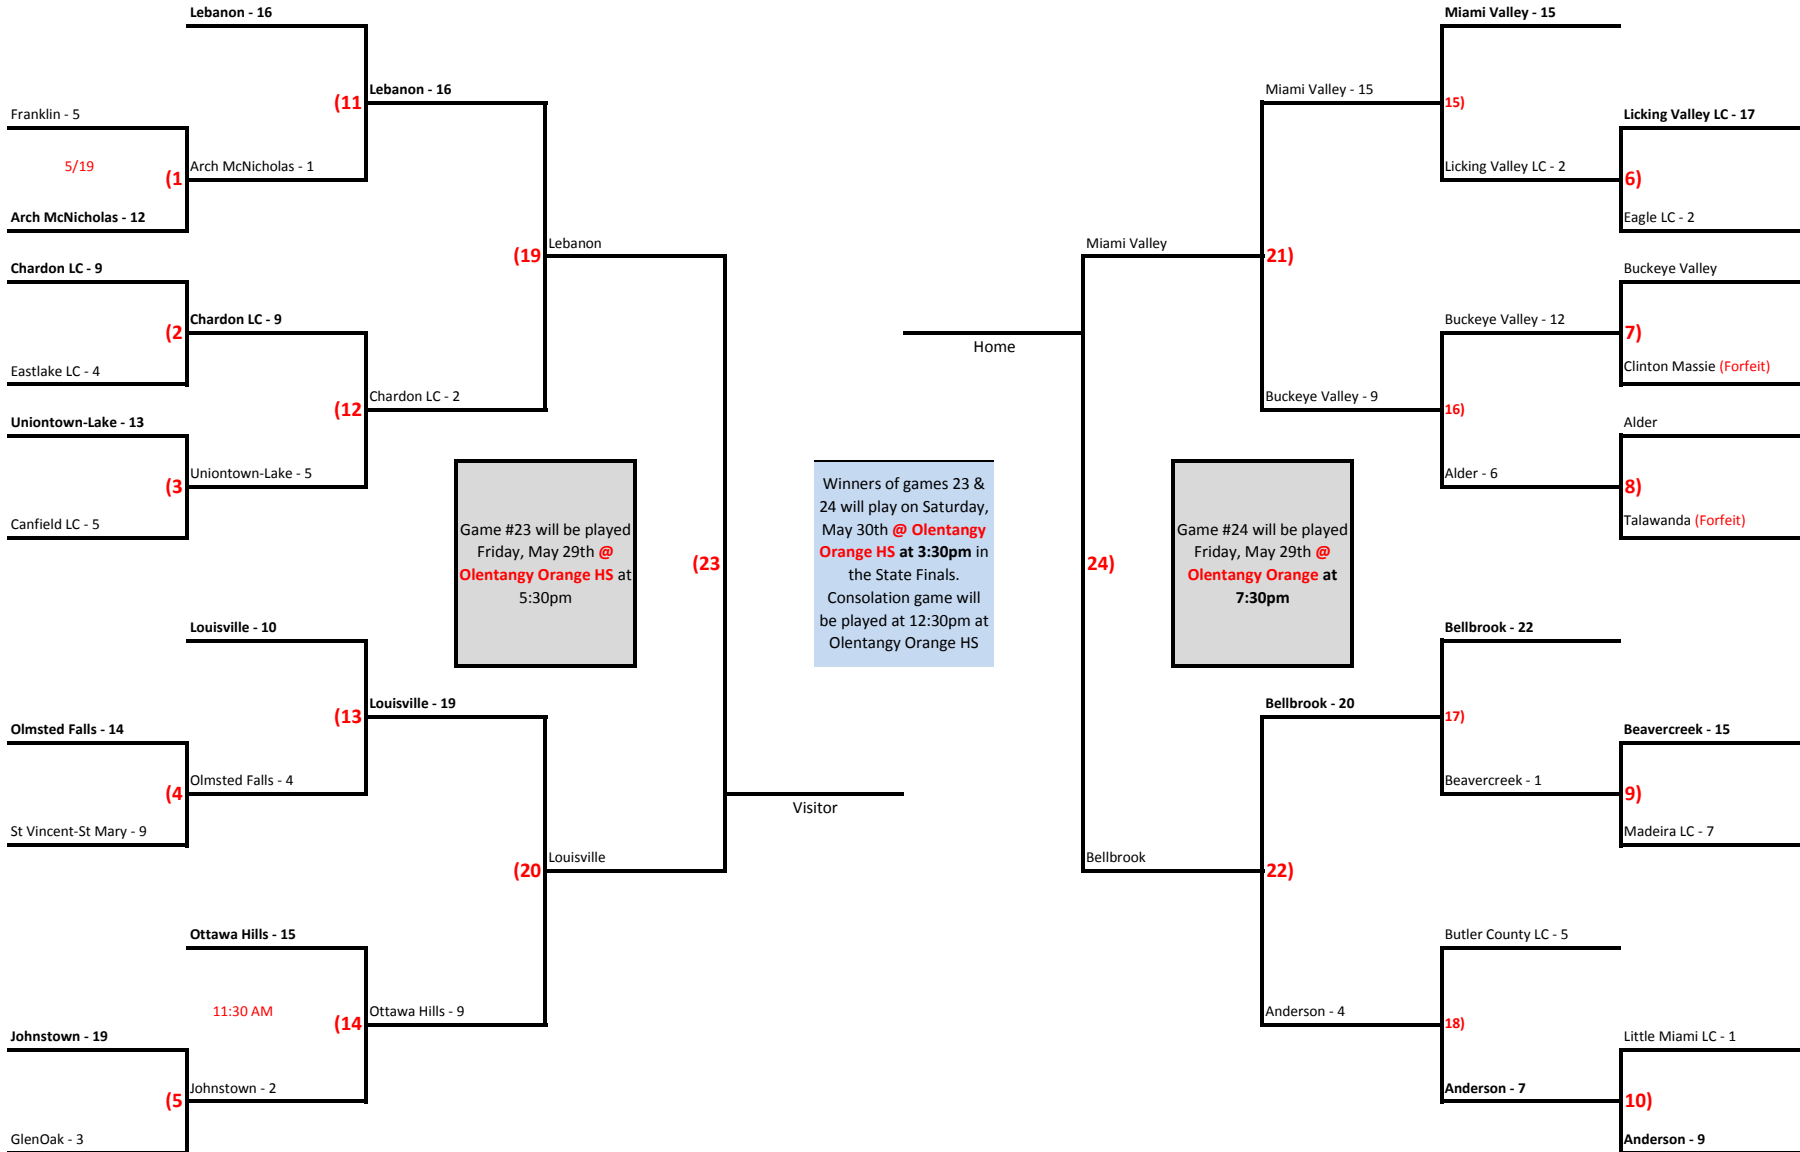 Lebanon - 16
Miami Valley - 15
Lebanon - 16
Miami Valley - 15
(11
15)
Franklin - 5
Licking Valley LC - 17
5/19
Arch McNicholas - 1
Licking Valley LC - 2
(1
6)
Arch McNicholas - 12
Eagle LC - 2
Lebanon
Miami Valley
(19
21)
Chardon LC - 9
Buckeye Valley
Chardon LC - 9
Buckeye Valley - 12
(2
7)
Home
Eastlake LC - 4
Clinton Massie (Forfeit)
Chardon LC - 2
Buckeye Valley - 9
(12
16)
Uniontown-Lake - 13
Alder
Uniontown-Lake - 5
Alder - 6
(3
8)
Canfield LC - 5
Talawanda (Forfeit)
Game #23 will be played
Friday, May 29th @
Olentangy Orange HS at
5:30pm
Winners of games 23 &
24 will play on Saturday,
May 30th @ Olentangy
Orange HS at 3:30pm in
the State Finals.
Consolation game will
be played at 12:30pm at
Olentangy Orange HS
Game #24 will be played
Friday, May 29th @
Olentangy Orange at
7:30pm
(23
24)
Louisville - 10
Bellbrook - 22
Louisville - 19
Bellbrook - 20
(13
17)
Olmsted Falls - 14
Beavercreek - 15
Olmsted Falls - 4
Beavercreek - 1
(4
9)
Visitor
St Vincent-St Mary - 9
Madeira LC - 7
Louisville
Bellbrook
(20
22)
Ottawa Hills - 15
Butler County LC - 5
11:30 AM
Ottawa Hills - 9
Anderson - 4
(14
18)
Johnstown - 19
Little Miami LC - 1
Johnstown - 2
Anderson - 7
(5
10)
GlenOak - 3
Anderson - 9